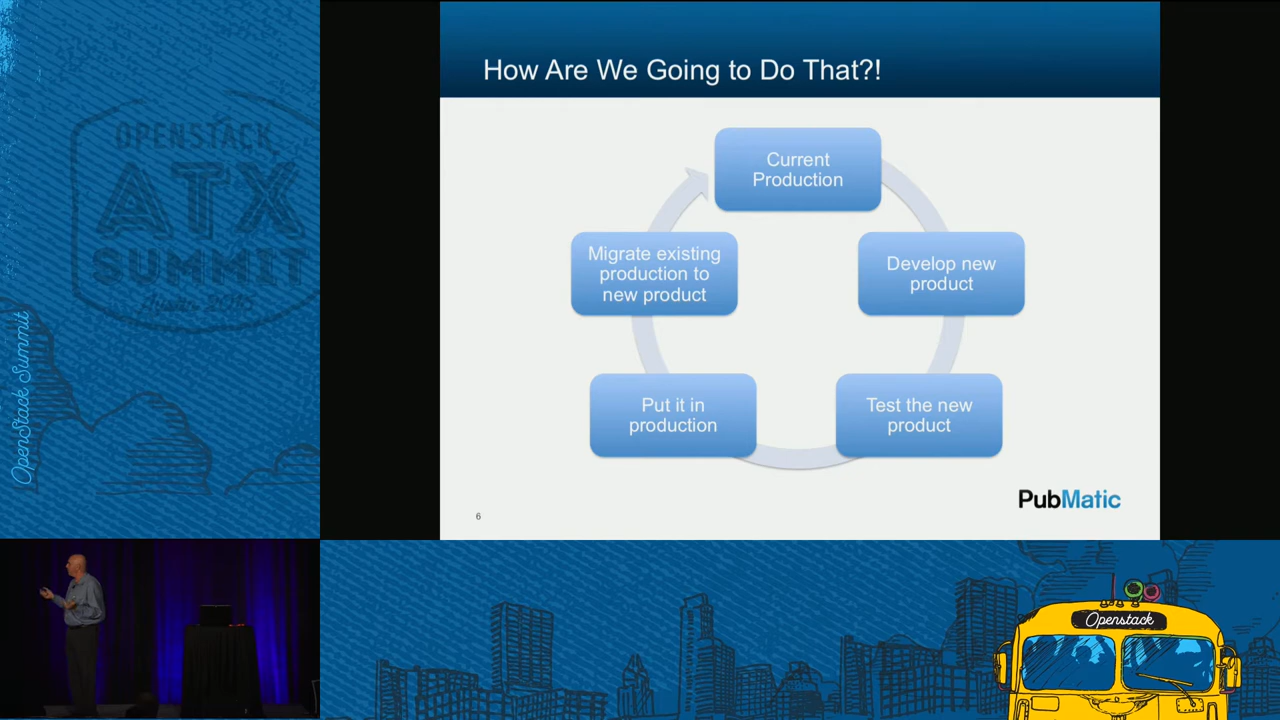 OPENSTACK
ATX
SUMMIT
OpenStack Summit
How Are We Going to Do That?!
Current
Production
Develop new
product
Test the new
product
Put it in
production
Migrate existing
production to
new product
PubMatic
6
Openstack